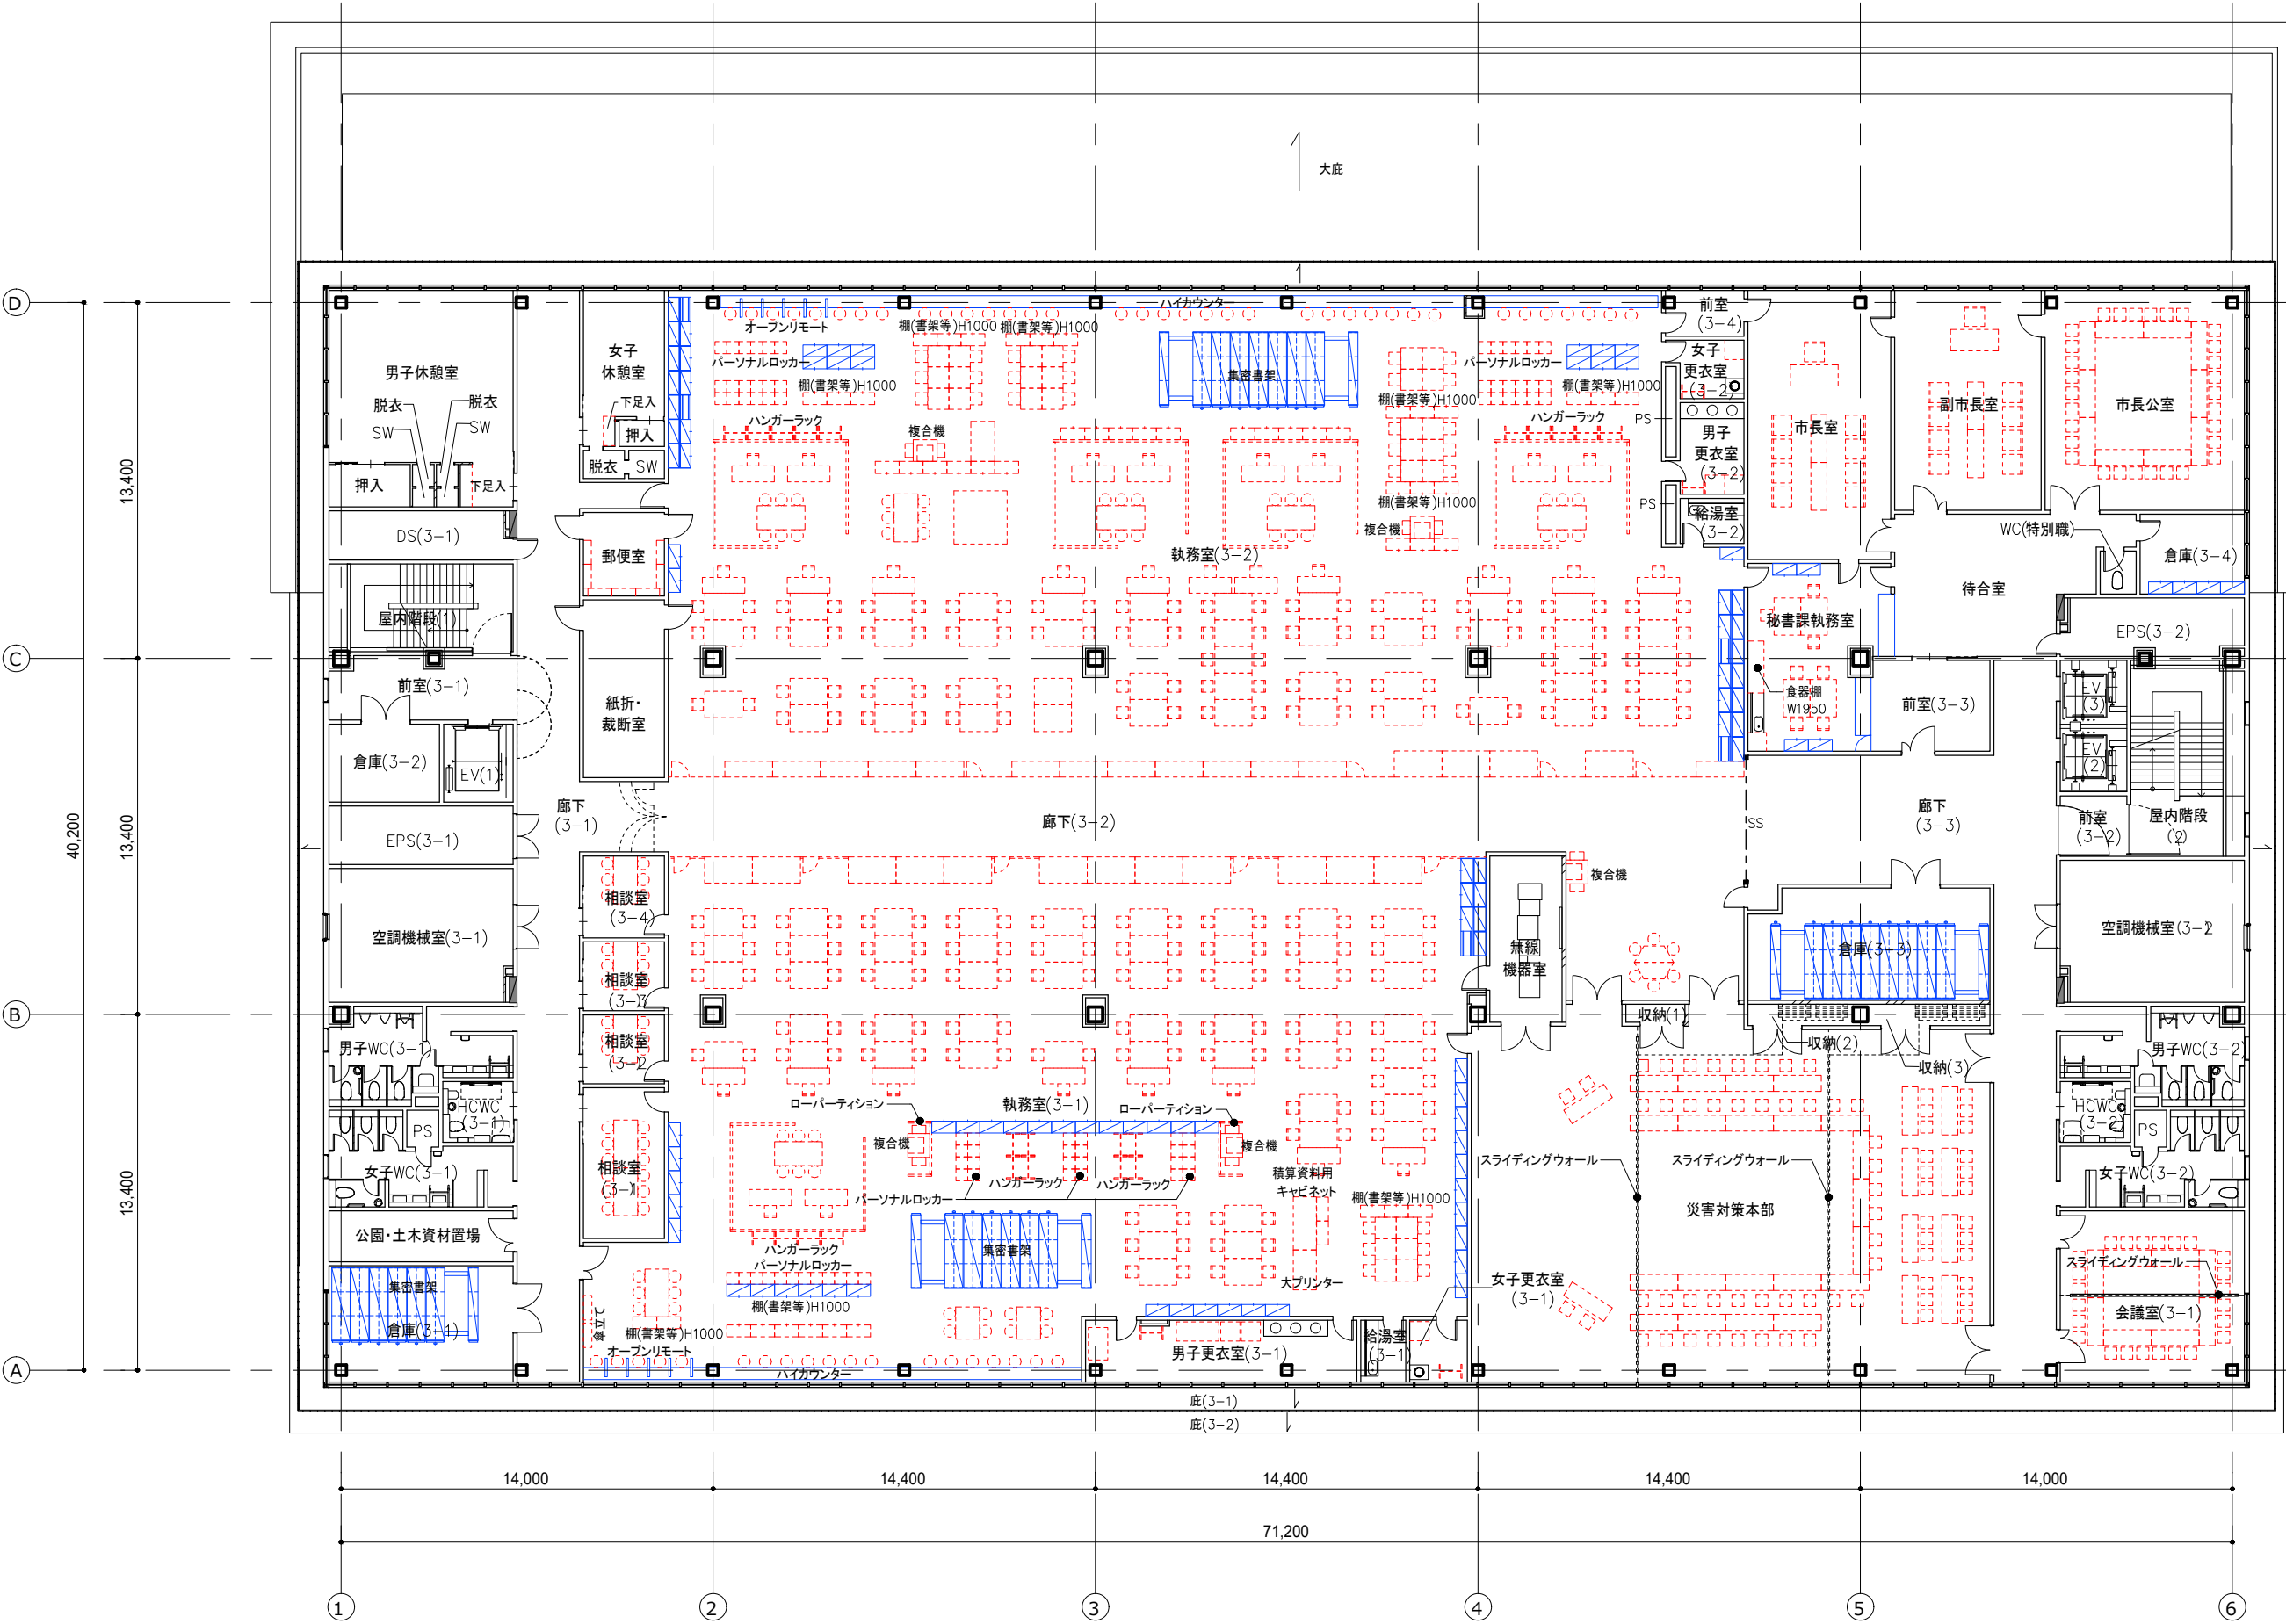 大庇
D
ハイカウンター
前室
(3-4)
オープンリモート
棚(書架等)H1000
棚(書架等)H1000
女子
休憩室
男子休憩室
パーソナルロッカー
棚(書架等)H1000
集密書架
パーソナルロッカー
棚(書架等)H1000
女子
更衣室
(3-2)
脱衣
脱衣
SW
SW
下足入
押入
棚(書架等)H1000
ハンガーラック
複合機
ハンガーラック
PS
市長室
副市長室
市長公室
男子
更衣室
(3-2)
脱衣
SW
押入
下足入
棚(書架等)H1000
PS
給湯室
(3-2)
複合機
WC(特別職)
DS(3-1)
郵便室
執務室(3-2)
倉庫(3-4)
待合室
屋内階段(1)
秘書課執務室
EPS(3-2)
C
前室(3-1)
紙折・
裁断室
食器棚
W1950
前室(3-3)
EV
(3)
倉庫(3-2)
EV(1)
EV
(2)
廊下
(3-1)
廊下(3-2)
SS
廊下
(3-3)
前室
(3-2)
屋内階段
(2)
EPS(3-1)
13,400
13,400
13,400
40,200
相談室
(3-4)
複合機
空調機械室(3-1)
無線
機器室
倉庫(3-3)
空調機械室(3-2
相談室
(3-3
B
収納(1)
相談室
(3-2
収納(2)
収納(3)
男子WC(3-1)
男子WC(3-2)
HCWC
(3-1)
PS
HCWC
(3-2)
PS
ローパーティション
執務室(3-1)
ローパーティション
複合機
複合機
女子WC(3-1)
相談室
(3-1
ハンガーラック
ハンガーラック
パーソナルロッカー
積算資料用
キャビネット
棚(書架等)H1000
スライディングウォール
スライディングウォール
災害対策本部
女子WC(3-2)
公園・土木資材置場
ハンガーラック
パーソナルロッカー
集密書架
大プリンター
スライディングウォール
集密書架
倉庫(3-1)
棚(書架等)H1000
女子更衣室
(3-1)
会議室(3-1)
棚(書架等)H1000
オープンリモート
男子更衣室(3-1)
給湯室
(3-1)
A
ハイカウンター
庇(3-1)
庇(3-2)
14,000
14,400
14,400
14,400
14,000
71,200
1
2
3
4
5
6